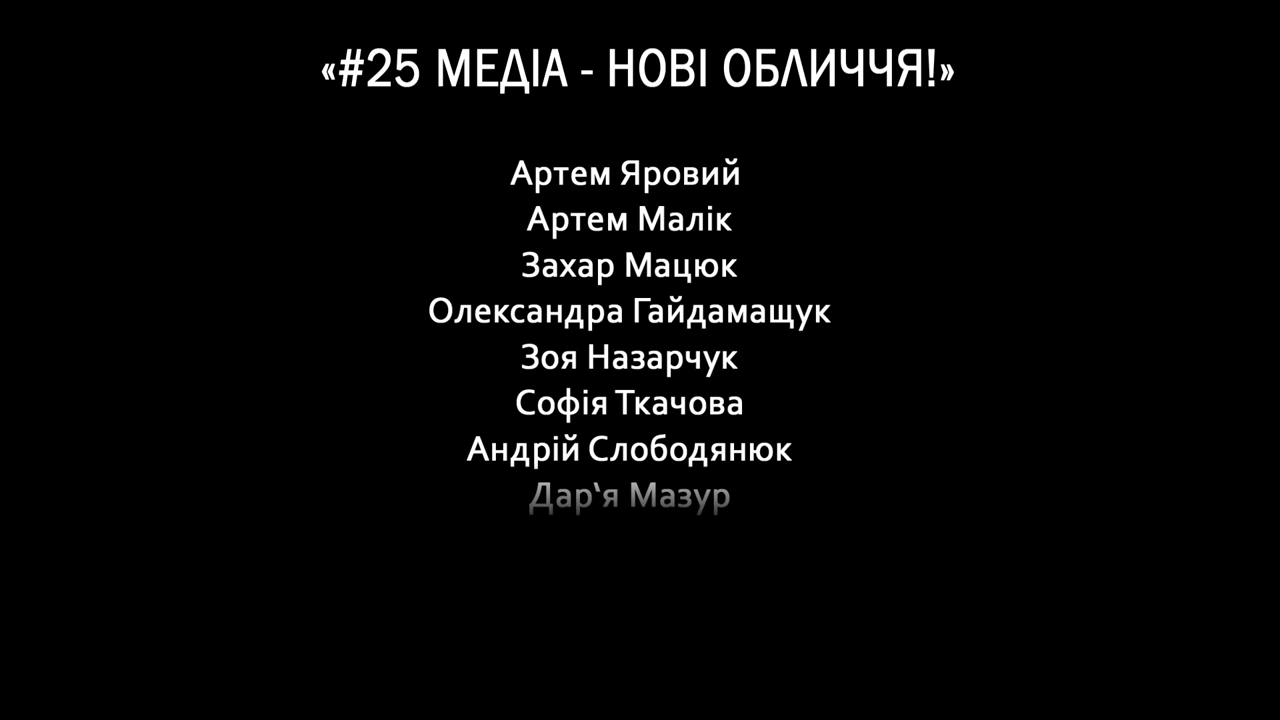 «#25 МЕДІА - НОВІ ОБЛИЧЧЯ!»
Артем Яровий
Артем Малік
Захар Мацюк
Олександра Гайдамащук
Зоя Назарчук
Софія Ткачова
Андрій Слободянюк
Дар‛я Мазур